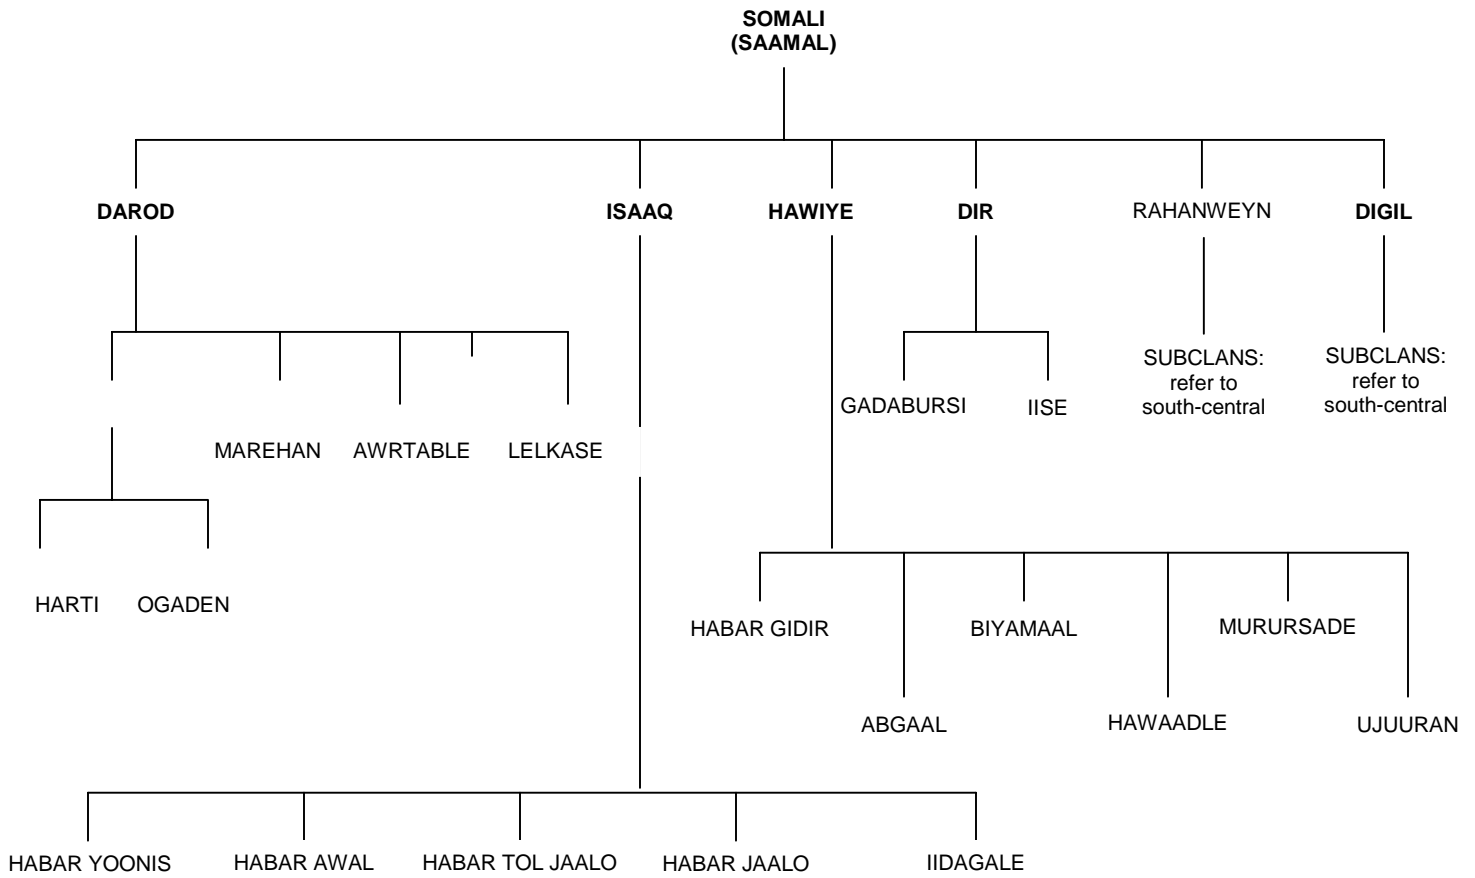 SOMALI
(SAAMAL)
DAROD
ISAAQ
HAWIYE
DIR
RAHANWEYN
DIGIL
SUBCLANS:
refer to
south-central
SUBCLANS:
refer to
south-central
GADABURSI
IISE
MAREHAN
AWRTABLE
LELKASE
HARTI
OGADEN
HABAR GIDIR
BIYAMAAL
MURURSADE
ABGAAL
HAWAADLE
UJUURAN
HABAR YOONIS
HABAR AWAL
HABAR TOL JAALO
HABAR JAALO
IIDAGALE